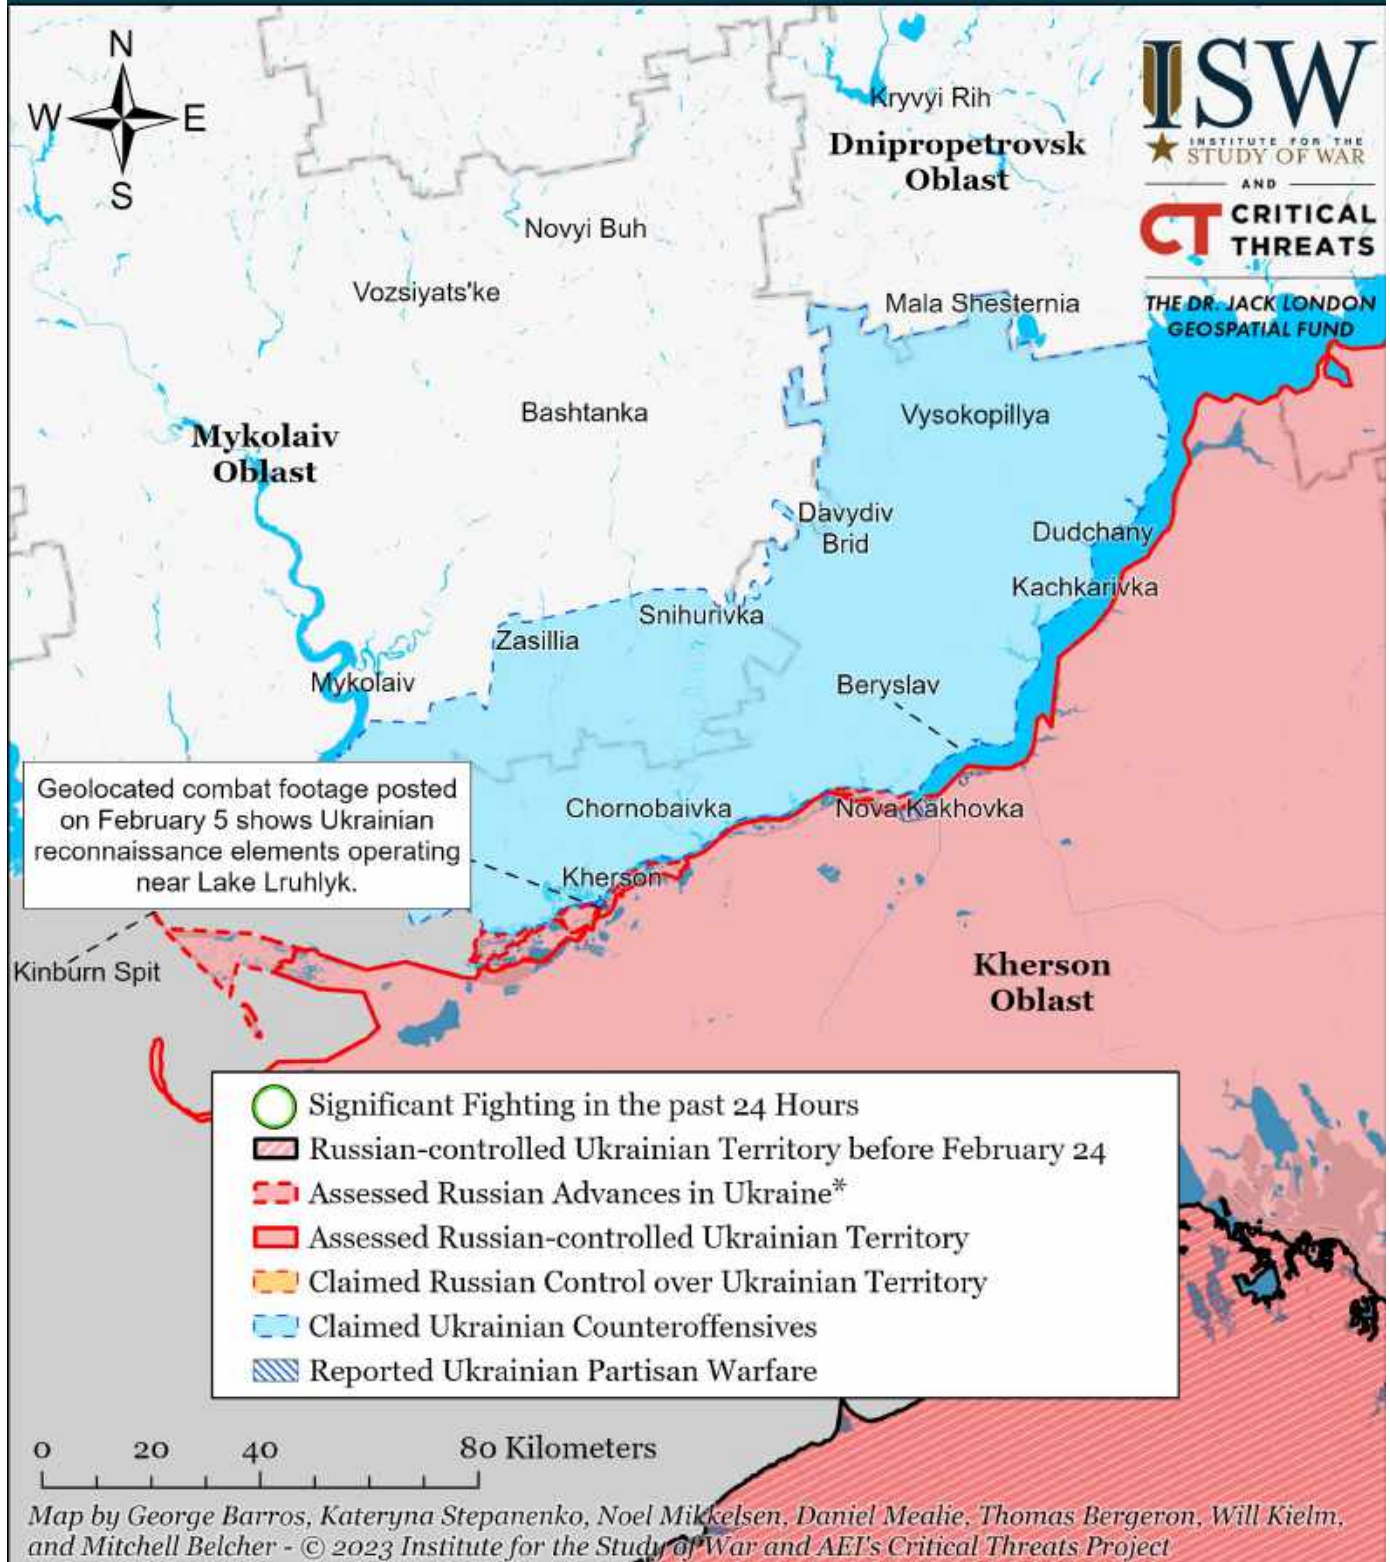 N
W E
S
ISW
INSTITUTE FOR THE
STUDY OF WAR
AND
CT CRITICAL
THREATS
THE DR. JACK LONDON
GEOSPATIAL FUND
Kryvyi Rih
Dnipropetrovsk
Oblast
Novyi Buh
Vozsiyats'ke
Mala Shesternia
Bashtanka
Vysokopillya
Mykolaiv
Oblast
Davydiv
Brid
Dudchany
Kachkarivka
Snihurivka
Zasillia
Mykolaiv
Beryslav
Geolocated combat footage posted
on February 5 shows Ukrainian
reconnaissance elements operating
near Lake Lruhlyk.
Chornobaivka
Nova Kakhovka
Kherson
Kinburn Spit
Kherson
Oblast
Significant Fighting in the past 24 Hours
Russian-controlled Ukrainian Territory before February 24
Assessed Russian Advances in Ukraine*
Assessed Russian-controlled Ukrainian Territory
Claimed Russian Control over Ukrainian Territory
Claimed Ukrainian Counteroffensives
Reported Ukrainian Partisan Warfare
0 20 40 80 Kilometers
Map by George Barros, Kateryna Stepanenko, Noel Mikkelsen, Daniel Mealie, Thomas Bergeron, Will Kielm,
and Mitchell Belcher - © 2023 Institute for the Study of War and AEI's Critical Threats Project